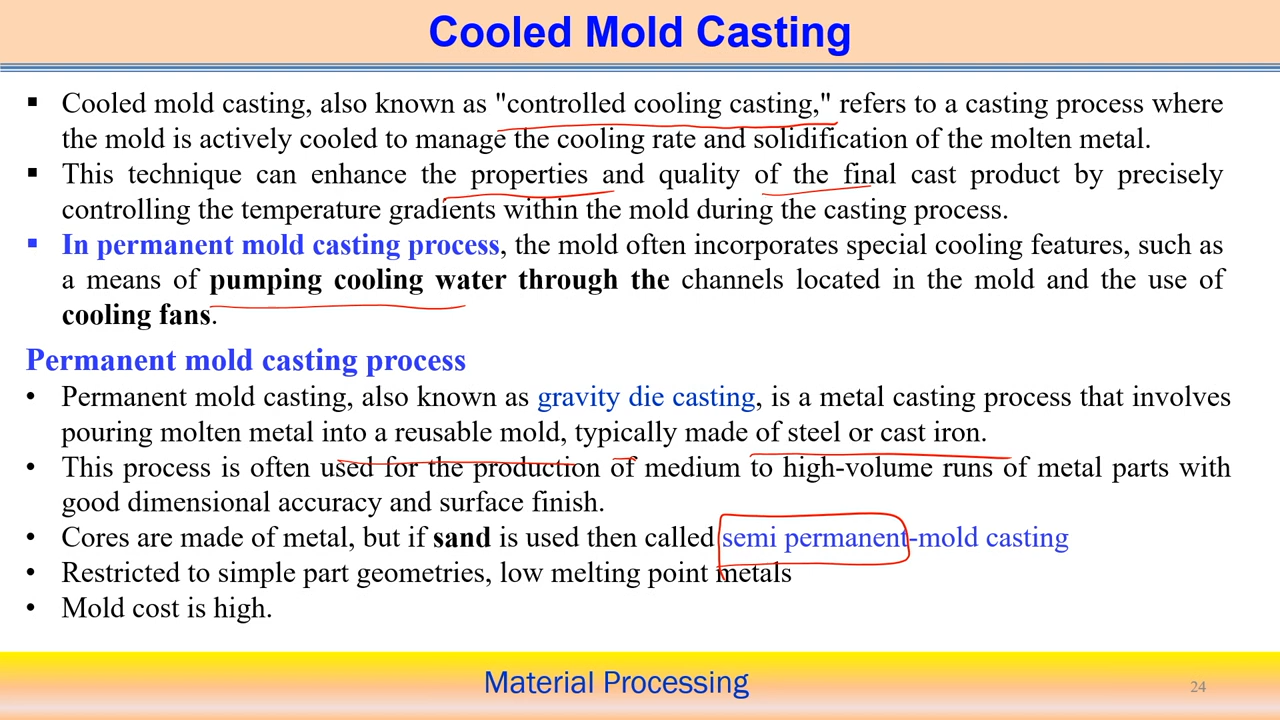 Cooled Mold Casting
▪ Cooled mold casting, also known as "controlled cooling casting," refers to a casting process where
the mold is actively cooled to manage the cooling rate and solidification of the molten metal.
▪ This technique can enhance the properties and quality of the final cast product by precisely
controlling the temperature gradients within the mold during the casting process.
▪ In permanent mold casting process, the mold often incorporates special cooling features, such as
a means of pumping cooling water through the channels located in the mold and the use of
cooling fans.
Permanent mold casting process
• Permanent mold casting, also known as gravity die casting, is a metal casting process that involves
pouring molten metal into a reusable mold, typically made of steel or cast iron.
• This process is often used for the production of medium to high-volume runs of metal parts with
good dimensional accuracy and surface finish.
• Cores are made of metal, but if sand is used then called semi permanent-mold casting
• Restricted to simple part geometries, low melting point metals
• Mold cost is high.
Material Processing
24